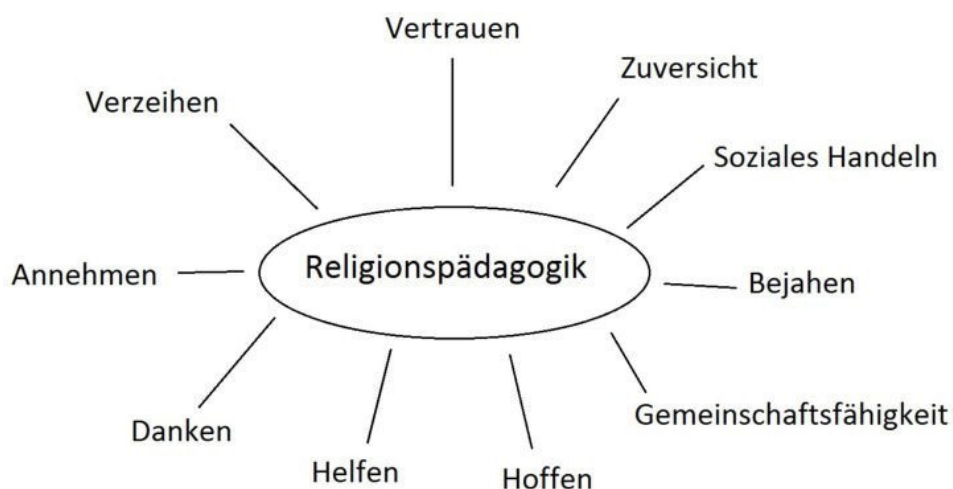 Vertrauen
Zuversicht
Verzeihen
Soziales Handeln
Religionspädagogik
Annehmen
Bejahen
Gemeinschaftsfähigkeit
Danken
Helfen
Hoffen